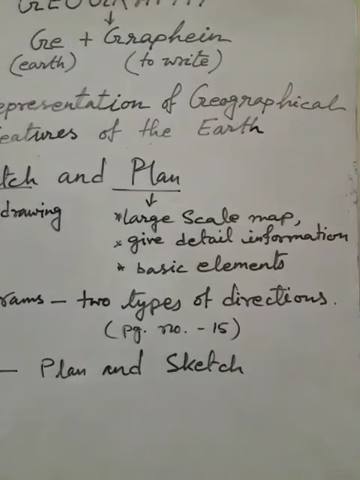 GEOGRAPHY
↓
Ge + Graphein
(earth) (to write)
epresentation of Geographical
eatures of the Earth
tch and Plan
↓
drawing *large Scale map,
* give detail information
* basic elements
rams – two types of directions.
(pg. no. - 15)
– Plan and Sketch